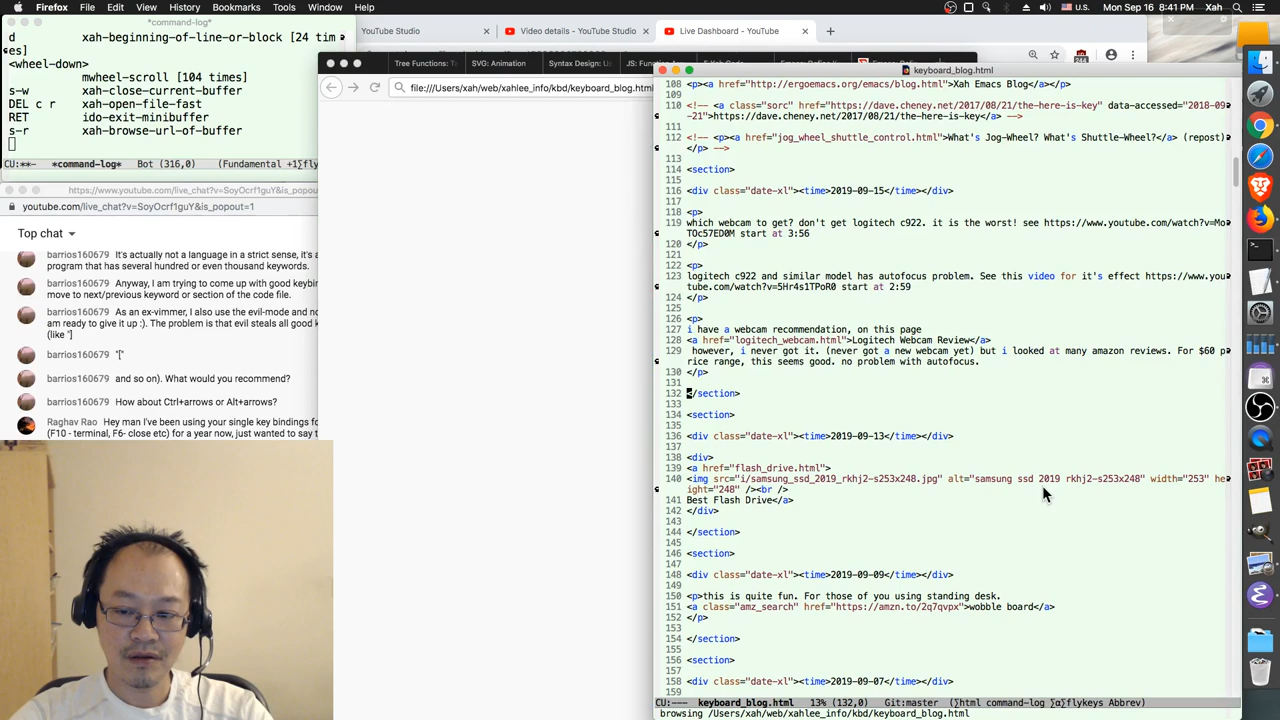 Firefox File Edit View History Bookmarks Tools Window Help
U.S. Mon Sep 16 8:41 PM Xah
*command-log*
d xah-beginning-of-line-or-block [24 tim
es]
<wheel-down>
mwheel-scroll [104 times]
s-w xah-close-current-buffer
DEL c r xah-open-file-fast
RET ido-exit-minibuffer
s-r xah-browse-url-of-buffer
CU:**- *command-log* Bot (316,0) (Fundamental +1
https://www.youtube.com/live_chat?v=SoyOcrf1guY&is_popout=1
youtube.com/live_chat?v=SoyOcrf1guY&is_popout=1
Top chat
barrios160679 It's actually not a language in a strict sense, it's a
program that has several hundred or even thousand keywords.
barrios160679 Anyway, I am trying to come up with good keybin
move to next/previous keyword or section of the code file.
barrios160679 As an ex-vimmer, I also use the evil-mode and no
am ready to give it up :). The problem is that evil steals all good k
(like "]
barrios160679 "["
barrios160679 and so on). What would you recommend?
barrios160679 How about Ctrl+arrows or Alt+arrows?
Raghav Rao Hey man I've been using your single key bindings fo
(F10 - terminal, F6- close etc) for a year now, just wanted to say t
YouTube Studio
Video details - YouTube Studio
Live Dashboard - YouTube
244
Tree Functions: T
SVG: Animation
Syntax Design: Us
file:///Users/xah/web/xahlee_info/kbd/keyboard_blog.html
keyboard_blog.html
108 <p><a href="http://ergoemacs.org/emacs/blog.html">Xah Emacs Blog</a></p>
109
110 <!-- <a class="sorc" href="https://dave.cheney.net/2017/08/21/the-here-is-key" data-accessed="2018-09
-21">https://dave.cheney.net/2017/08/21/the-here-is-key</a> -->
111
112 <!-- <p><a href="jog_wheel_shuttle_control.html">What's Jog-Wheel? What's Shuttle-Wheel?</a> (repost)
</p> -->
113
114 <section>
115
116 <div class="date-xl"><time>2019-09-15</time></div>
117
118 <p>
119 which webcam to get? don't get logitech c922. it is the worst! see https://www.youtube.com/watch?v=Mo
TOc57ED0M start at 3:56
120 </p>
121
122 <p>
123 logitech c922 and similar model has autofocus problem. See this video for it's effect https://www.you
tube.com/watch?v=5Hr4s1TPoR0 start at 2:59
124 </p>
125
126 <p>
127 i have a webcam recommendation, on this page
128 <a href="logitech_webcam.html">Logitech Webcam Review</a>
129 however, i never got it. (never got a new webcam yet) but i looked at many amazon reviews. For $60 p
rice range, this seems good. no problem with autofocus.
130 </p>
131
132 </section>
133
134 <section>
135
136 <div class="date-xl"><time>2019-09-13</time></div>
137
138 <div>
139 <a href="flash_drive.html">
140 <img src="i/samsung_ssd_2019_rkhj2-s253x248.jpg" alt="samsung ssd 2019 rkhj2-s253x248" width="253" he
ight="248" /><br />
141 Best Flash Drive</a>
142 </div>
143
144 </section>
145
146 <section>
147
148 <div class="date-xl"><time>2019-09-09</time></div>
149
150 <p>this is quite fun. For those of you using standing desk.
151 <a class="amz_search" href="https://amzn.to/2q7qvpx">wobble board</a>
152 </p>
153
154 </section>
155
156 <section>
157
158 <div class="date-xl"><time>2019-09-07</time></div>
159
CU:--- keyboard_blog.html 13% (132,0) Git:master (∑html command-log ∑α∑flykeys Abbrev)
browsing /Users/xah/web/xahlee_info/kbd/keyboard_blog.html